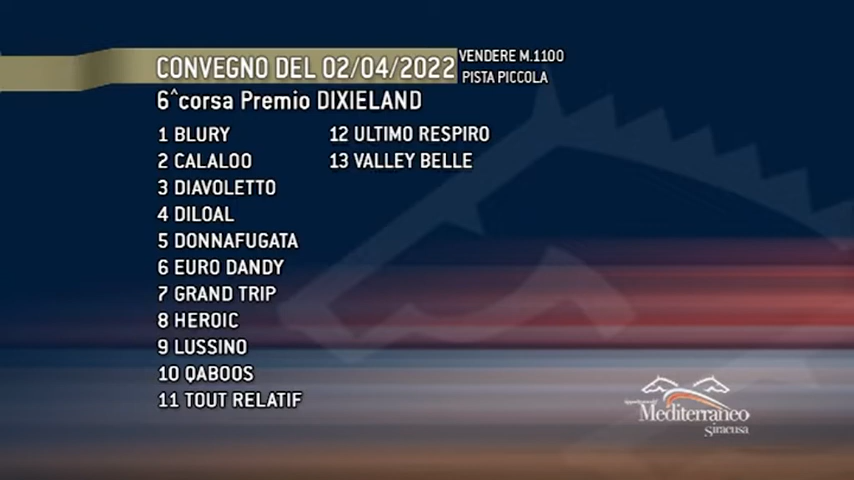 CONVEGNO DEL 02/04/2022
VENDERE M.1100
PISTA PICCOLA
6^corsa Premio DIXIELAND
1 BLURY
2 CALALOO
3 DIAVOLETTO
4 DILOAL
5 DONNAFUGATA
6 EURO DANDY
7 GRAND TRIP
8 HEROIC
9 LUSSINO
10 QABOOS
11 TOUT RELATIF
12 ULTIMO RESPIRO
13 VALLEY BELLE
Mediterraneo
Siracusa